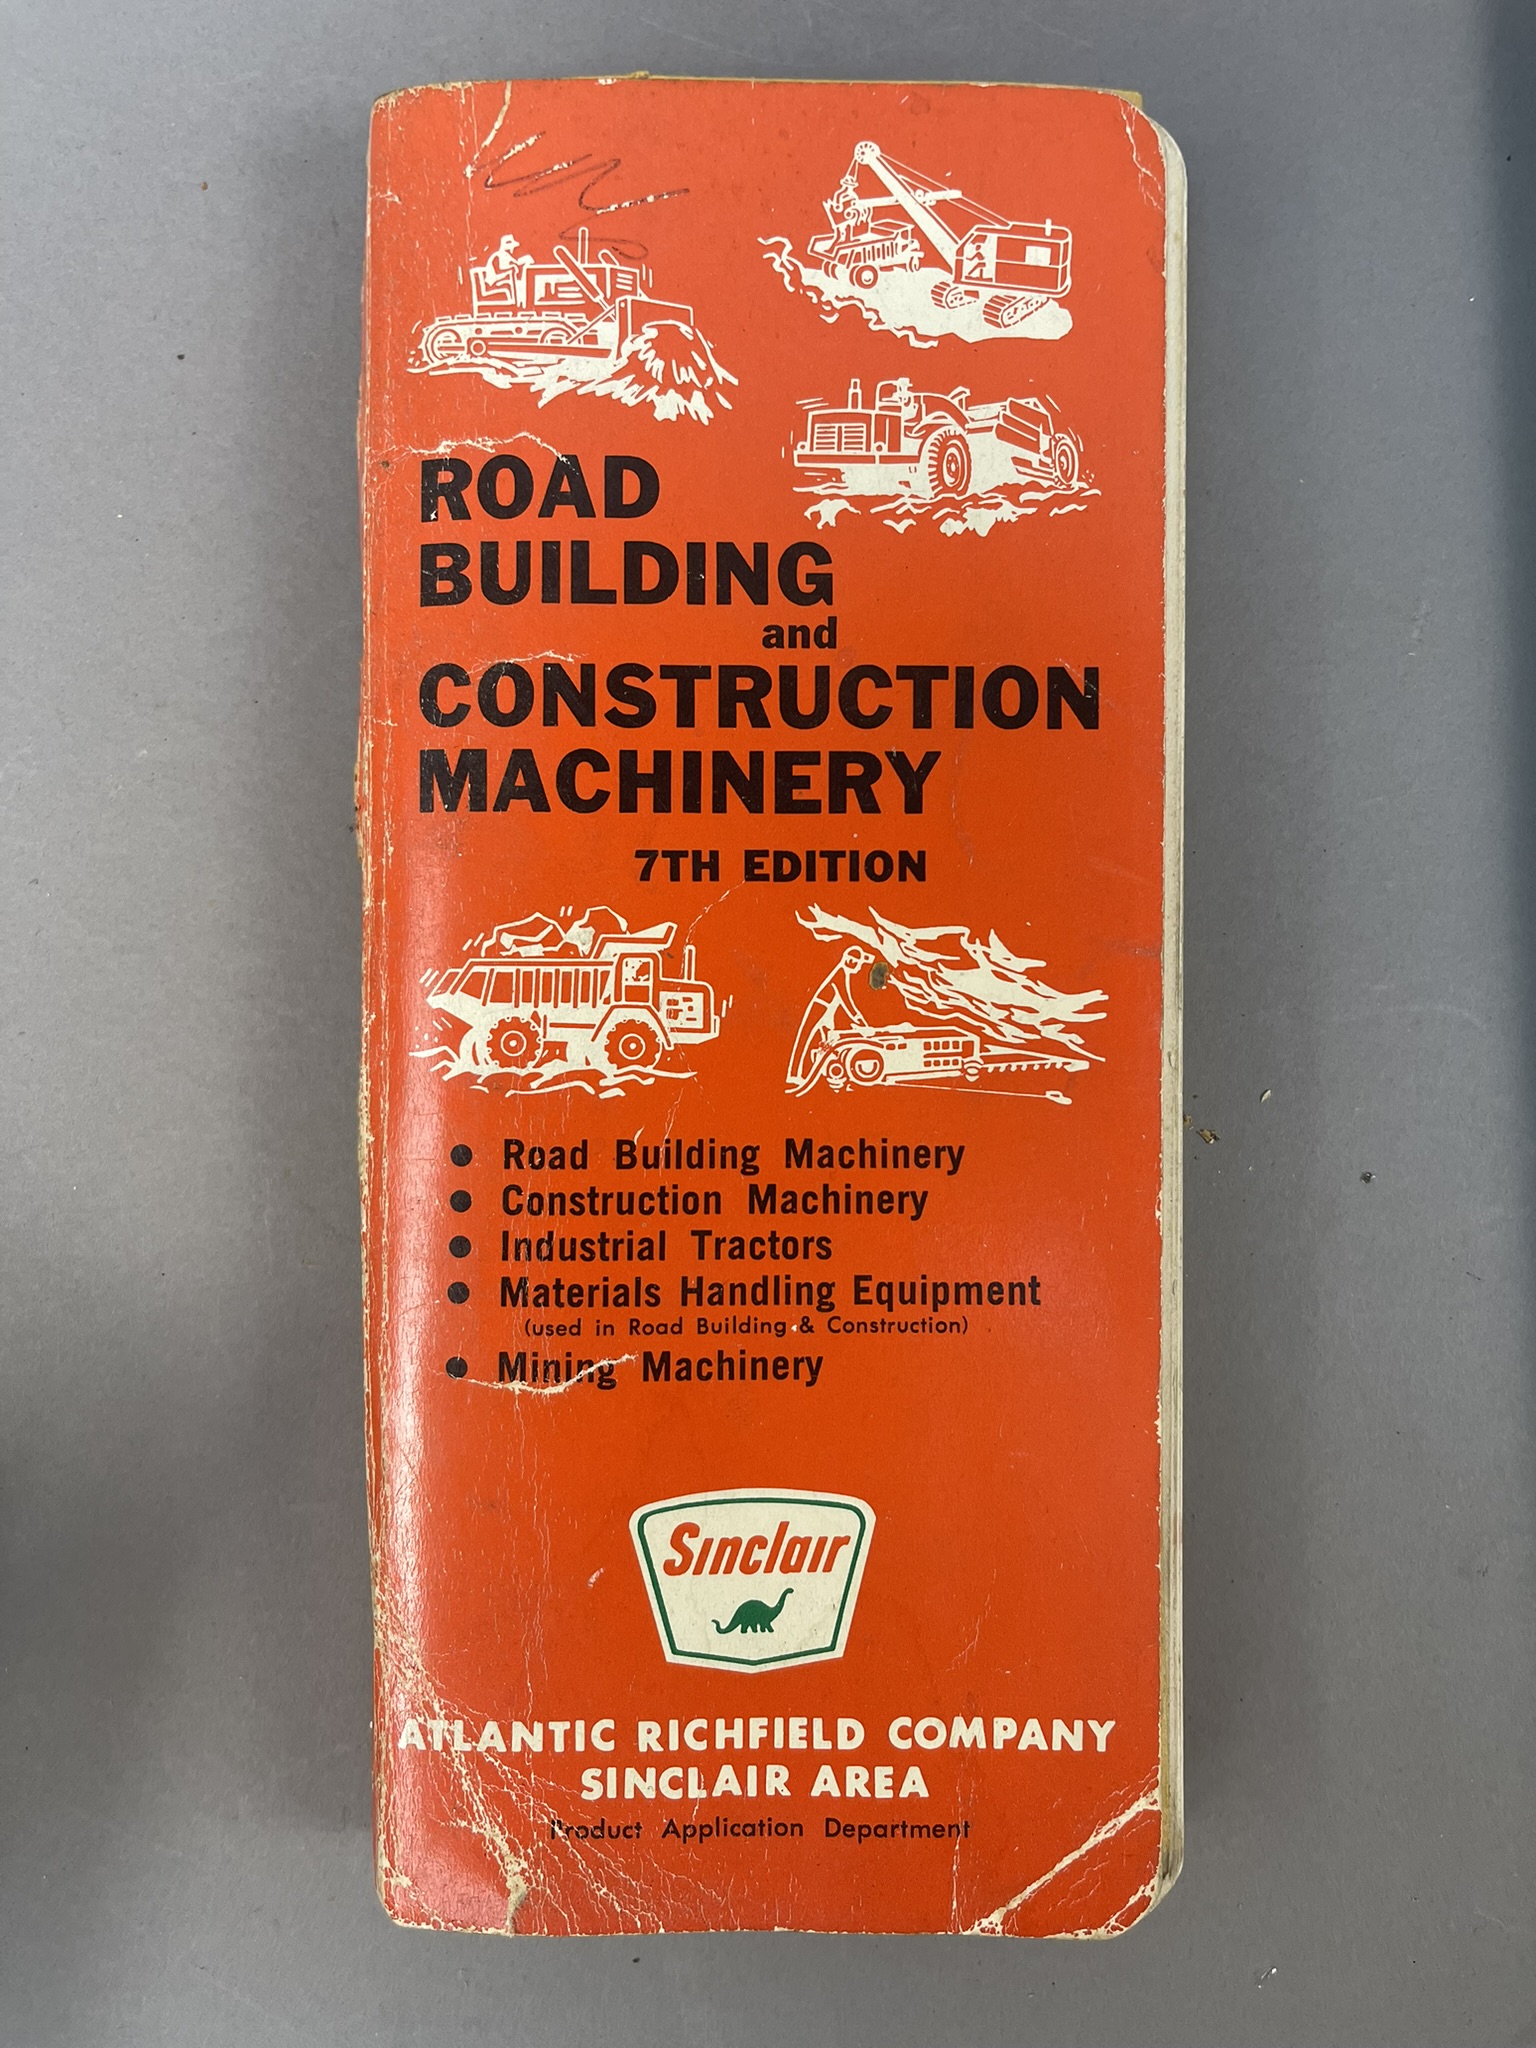 ROAD
BUILDING
and
CONSTRUCTION
MACHINERY
7TH EDITION
• Road Building Machinery
• Construction Machinery
• Industrial Tractors
• Materials Handling Equipment
(used in Road Building & Construction)
• Mining Machinery
Sinclair
ATLANTIC RICHFIELD COMPANY
SINCLAIR AREA
Product Application Department